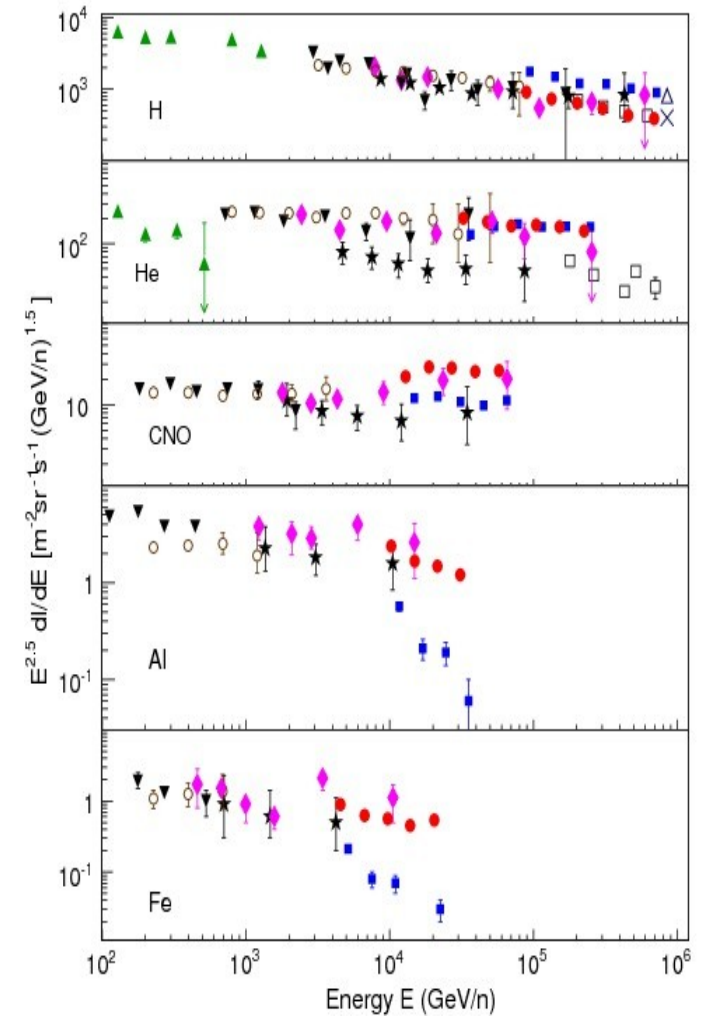 10^4
10^3
H
10^2
He
10
CNO
1
10^-1
Al
1
10^-1
Fe
10^2 10^3 10^4 10^5 10^6
Energy E (GeV/n)
E^2.5 dI/dE [m^-2sr^-1s^-1(GeV/n)^1.5]